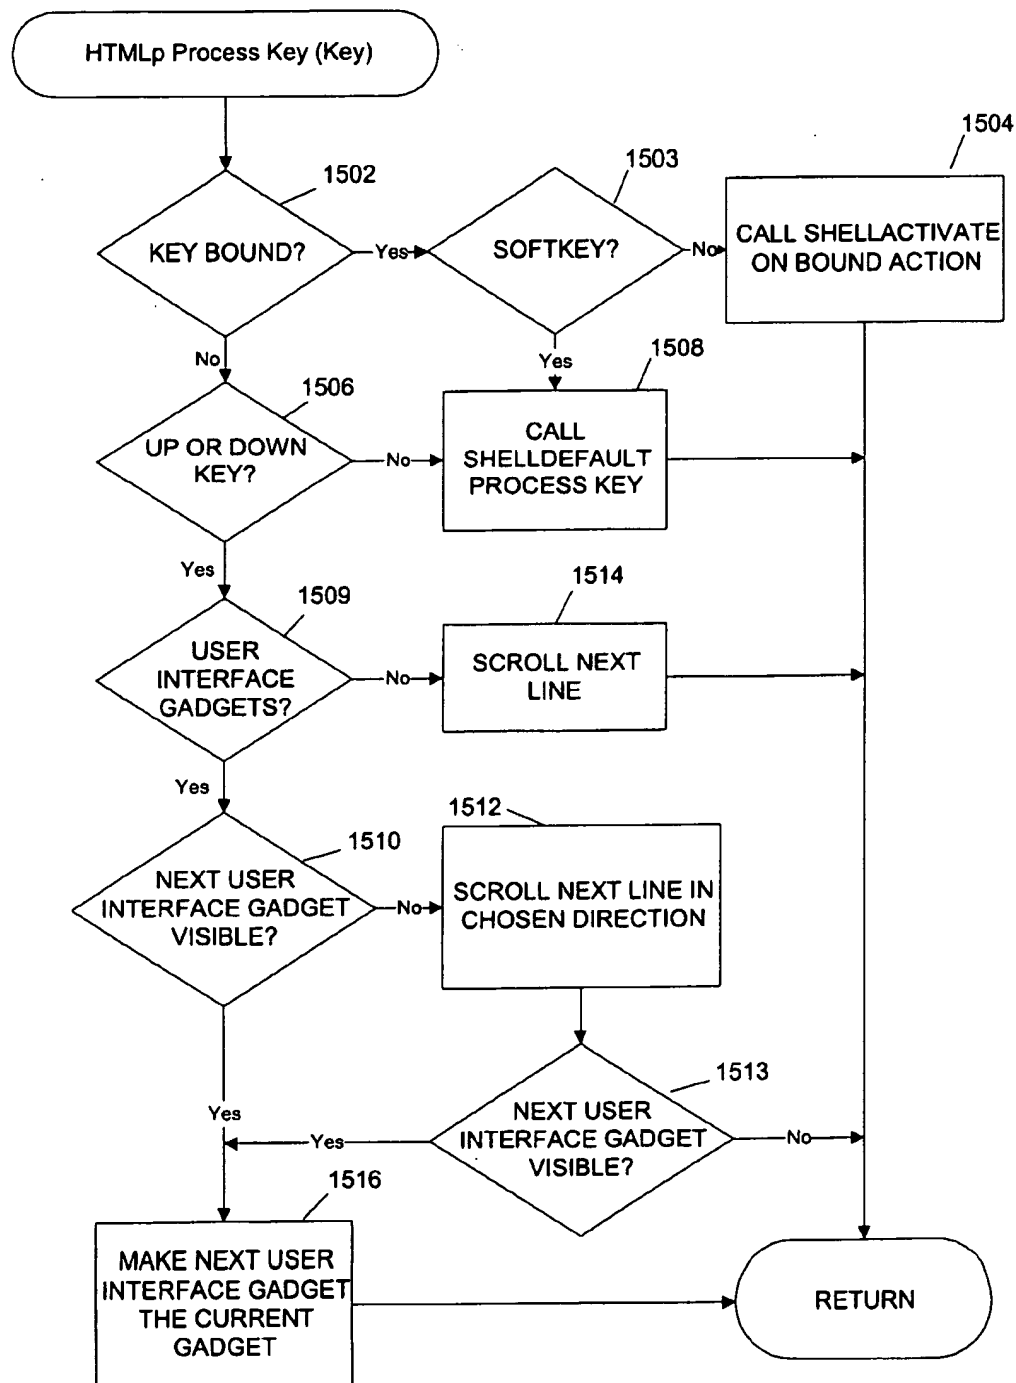 HTMLp Process Key (Key)
1504
1503
1502
KEY BOUND?
Yes
SOFTKEY?
No
CALL SHELLACTIVATE
ON BOUND ACTION
No
Yes
1508
1506
UP OR DOWN
KEY?
No
CALL
SHELLDEFAULT
PROCESS KEY
Yes
1509
1514
USER
INTERFACE
GADGETS?
No
SCROLL NEXT
LINE
Yes
1512
1510
NEXT USER
INTERFACE GADGET
VISIBLE?
No
SCROLL NEXT LINE IN
CHOSEN DIRECTION
1513
Yes
Yes
NEXT USER
INTERFACE GADGET
VISIBLE?
No
1516
MAKE NEXT USER
INTERFACE GADGET
THE CURRENT
GADGET
RETURN